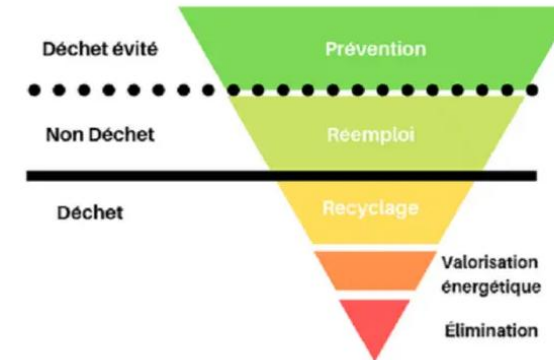 Déchet évité
Prévention
Non Déchet
Réemploi
Déchet
Recyclage
Valorisation
énergétique
Élimination